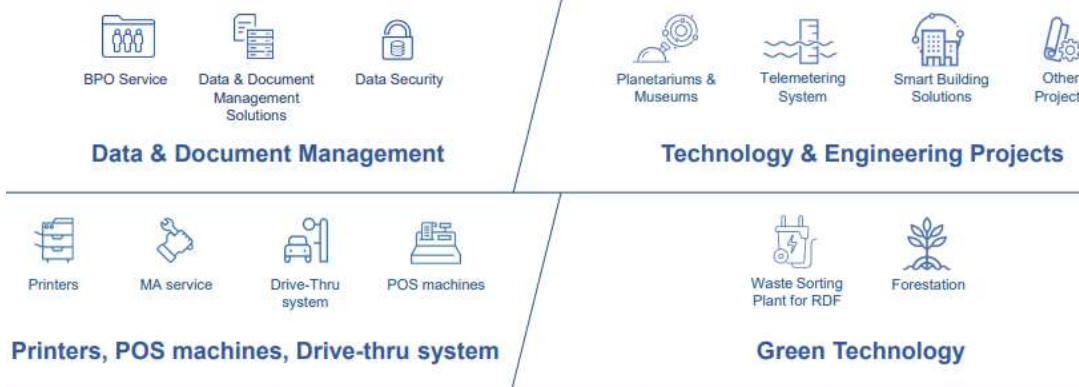 BPO Service
Data & Document
Management
Solutions
Data Security
Data & Document Management
Planetariums &
Museums
Telemetering
System
Smart Building
Solutions
Other
Project
Technology & Engineering Projects
Printers
MA service
Drive-Thru
system
POS machines
Printers, POS machines, Drive-thru system
Waste Sorting
Plant for RDF
Forestation
Green Technology